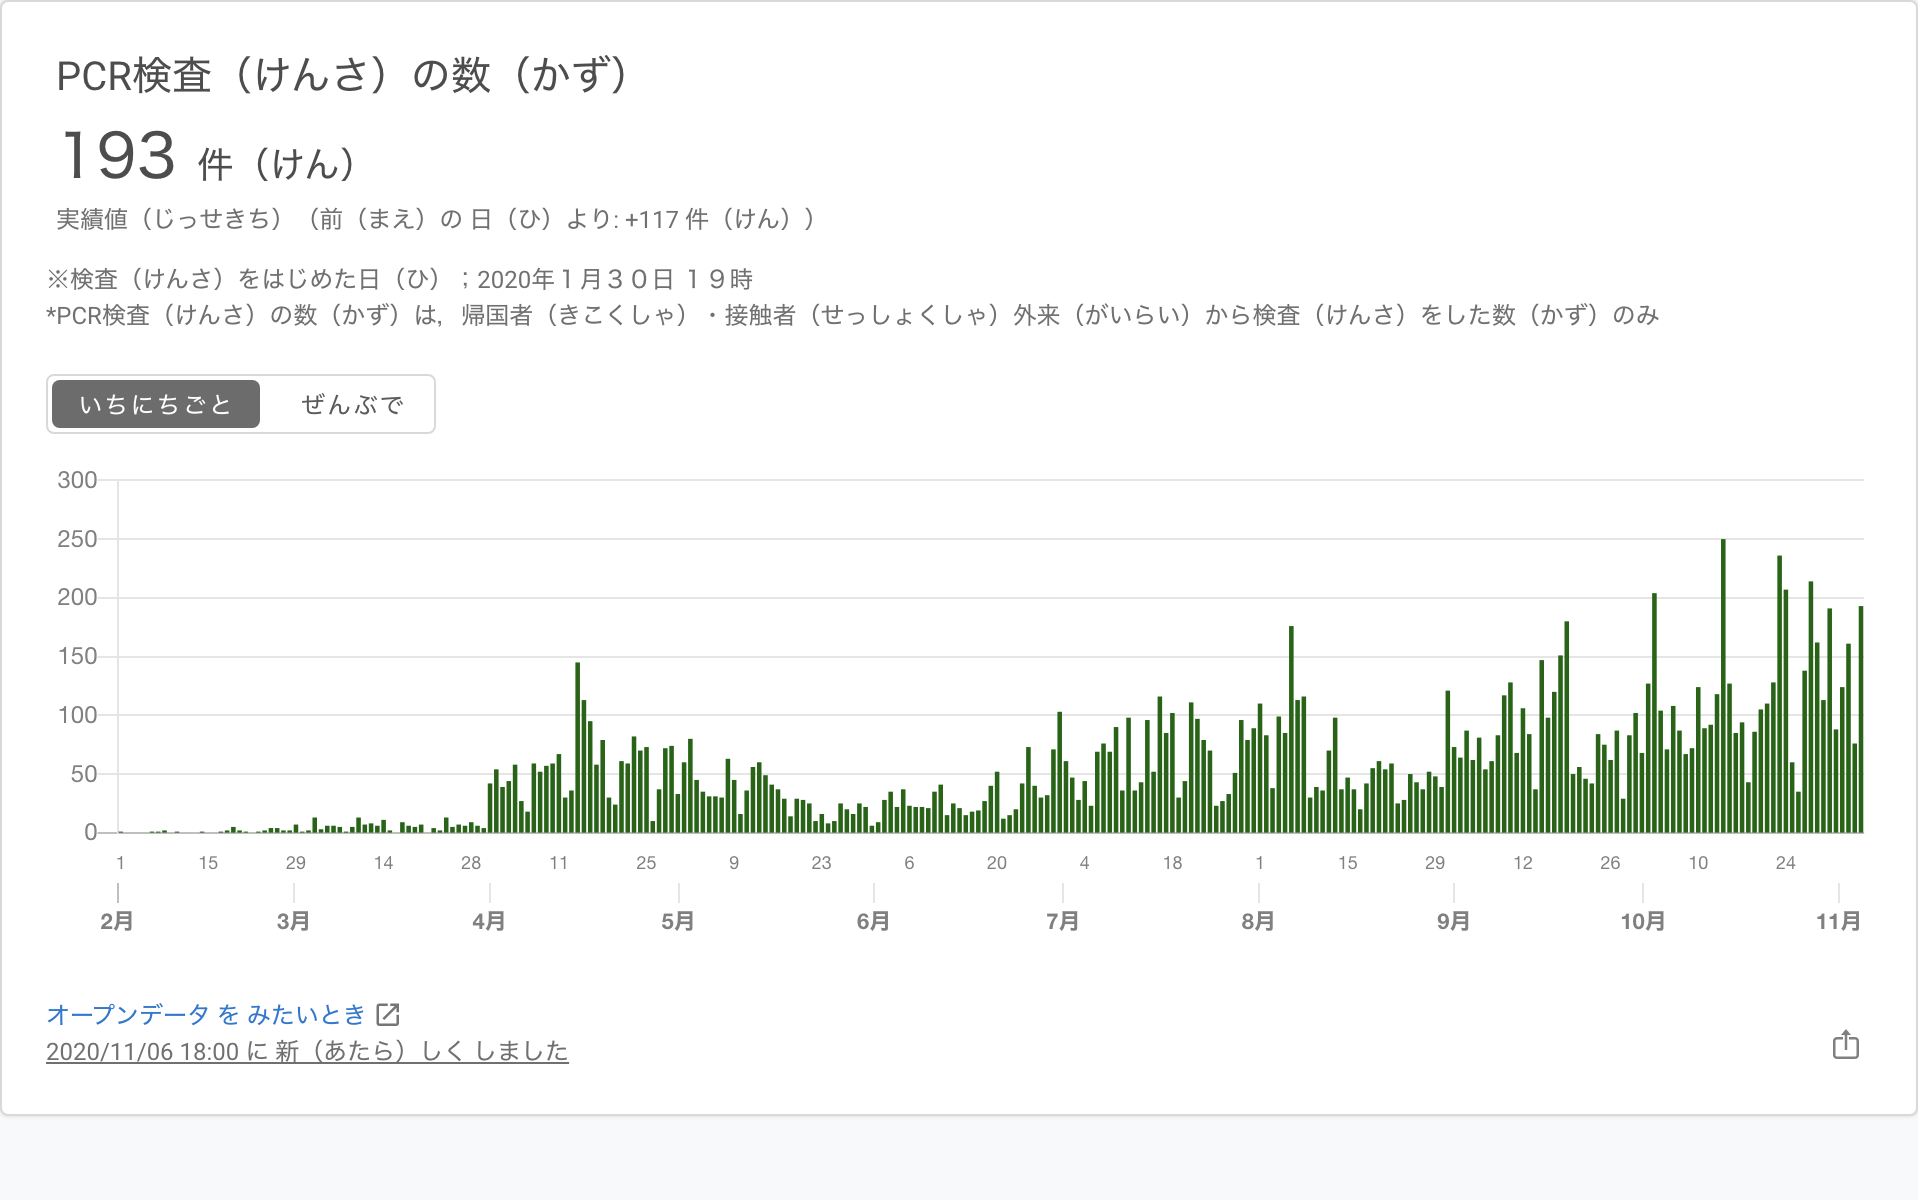 PCR検査（けんさ）の数（かず）
193 件（けん）
実績値（じっせきち）（前（まえ）の 日（ひ）より: +117 件（けん））
※検査（けんさ）をはじめた日（ひ）；2020年１月３０日 １９時
*PCR検査（けんさ）の数（かず）は，帰国者（きこくしゃ）・接触者（せっしょくしゃ）外来（がいらい）から検査（けんさ）をした数（かず）のみ
いちにちごと ぜんぶで
300
250
200
150
100
50
0
1 15 29 14 28 11 25 9 23 6 20 4 18 1 15 29 12 26 10 24
2月 3月 4月 5月 6月 7月 8月 9月 10月 11月
オープンデータ を みたいとき
2020/11/06 18:00 に 新（あたら）しく しました